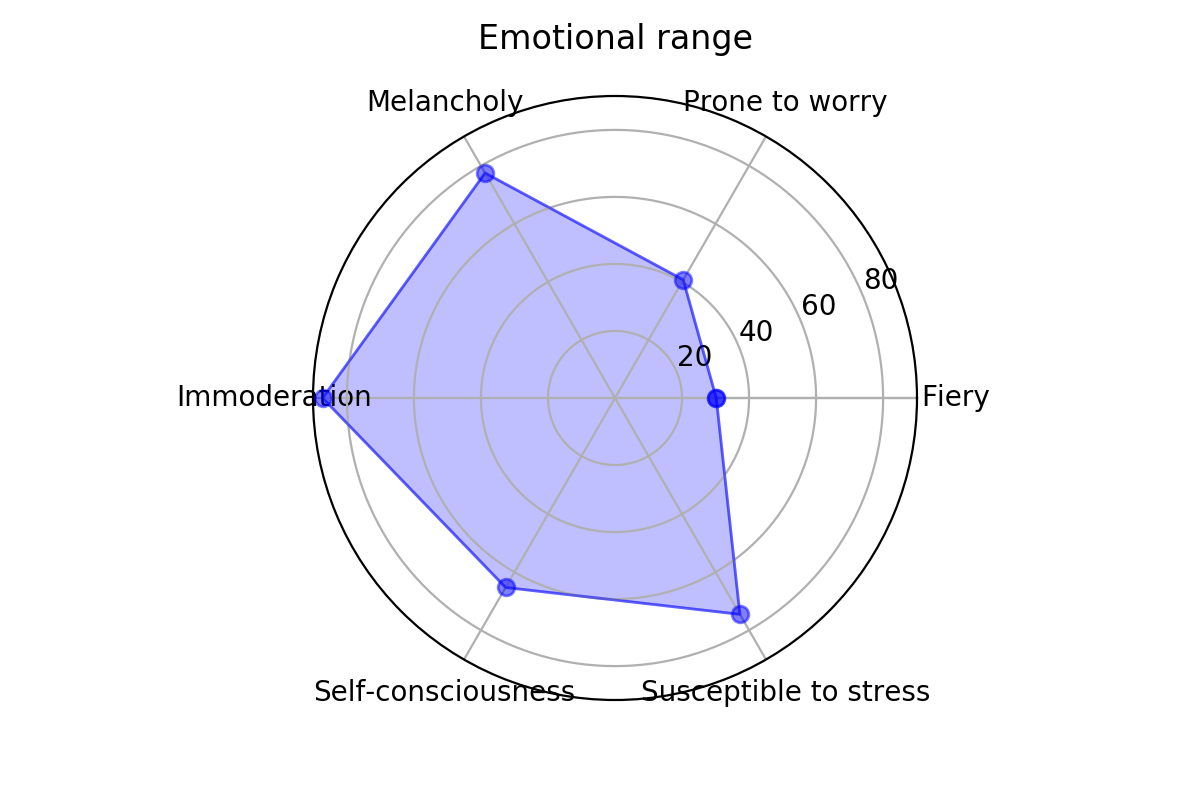 Emotional range
Melancholy
Prone to worry
80
60
40
20
Immoderation
Fiery
Self-consciousness
Susceptible to stress